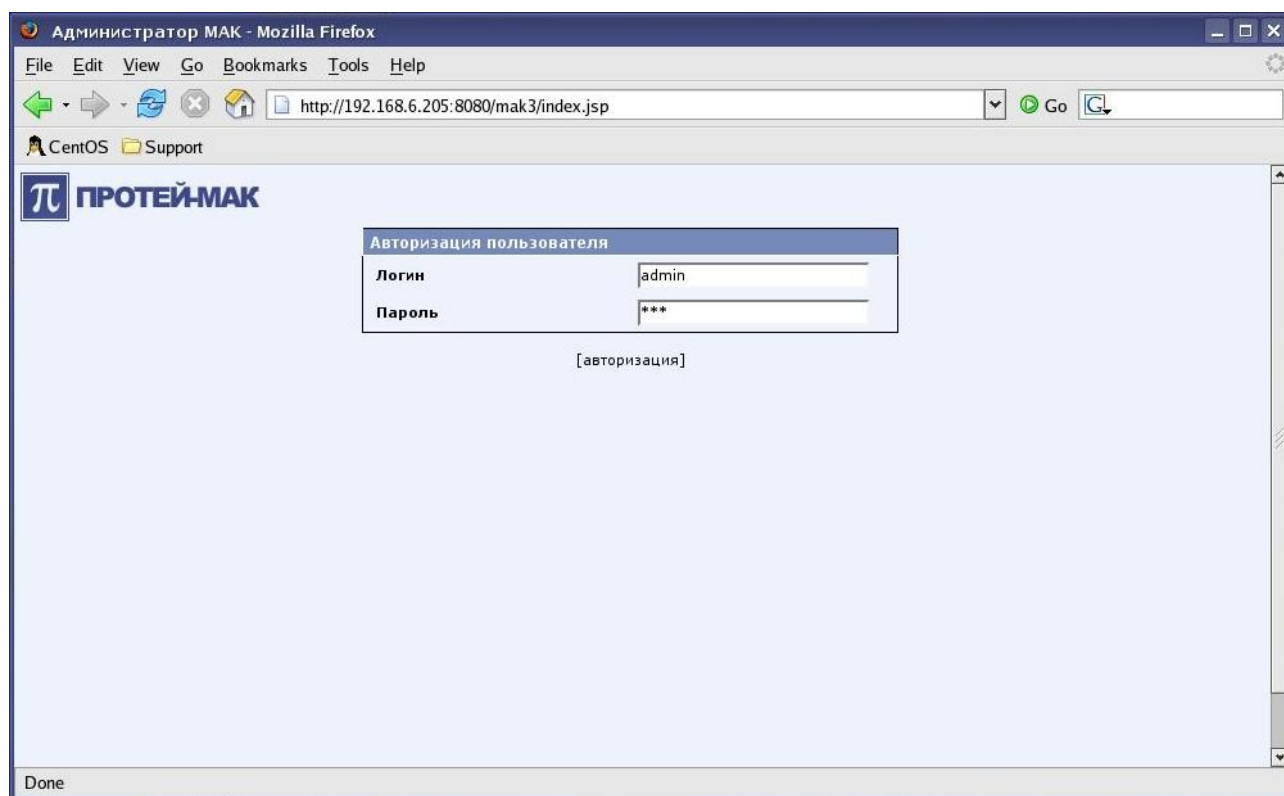 Администратор МАК - Mozilla Firefox
File Edit View Go Bookmarks Tools Help
http://192.168.6.205:8080/mak3/index.jsp Go G
CentOS Support
π ПРОТЕЙ-МАК
Авторизация пользователя
Логин admin
Пароль ***
[авторизация]
Done